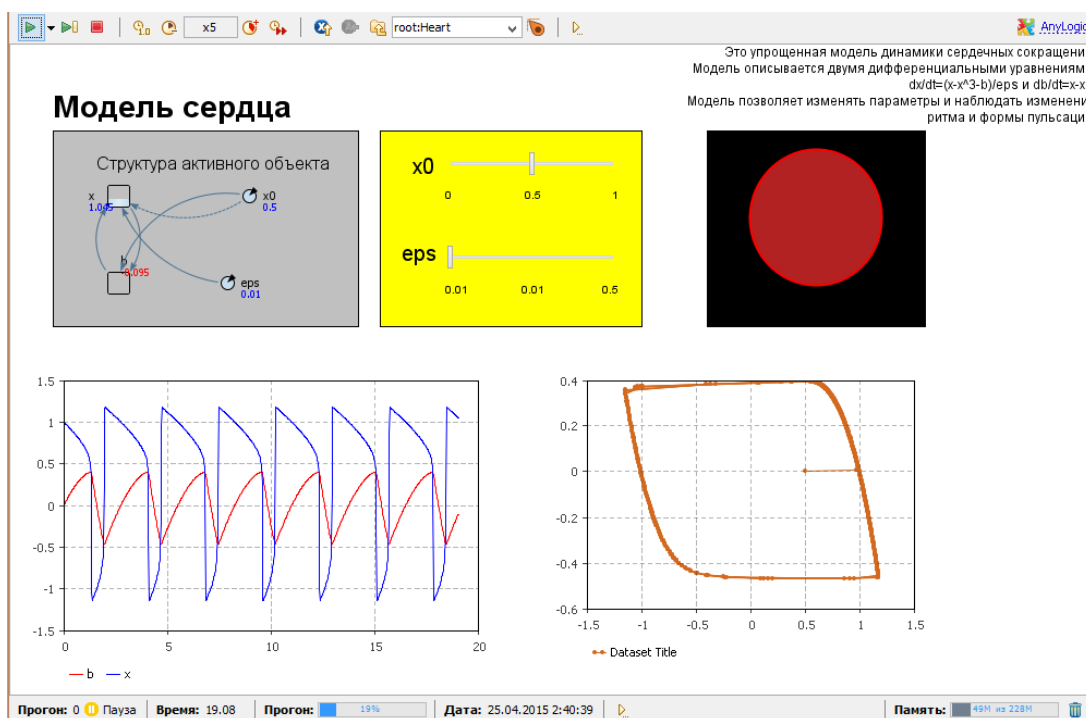 x5
root:Heart
AnyLogic
Это упрощенная модель динамики сердечных сокращени
Модель описывается двумя дифференциальными уравнениям
dx/dt=(x-x^3-b)/eps и db/dt=x-x
Модель позволяет изменять параметры и наблюдать изменени
ритма и формы пульсаци
Модель сердца
Структура активного объекта
x
1.045
x0
0.5
b
-0.095
eps
0.01
x0
0 0.5 1
eps
0.01 0.01 0.5
1.5
1
0.5
0
-0.5
-1
-1.5
0 5 10 15 20
b x
0.4
0.2
0
-0.2
-0.4
-0.6
-1.5 -1 -0.5 0 0.5 1 1.5
Dataset Title
Прогон: 0 Пауза Время: 19.08 Прогон: 19% Дата: 25.04.2015 2:40:39 Память: 49M из 228M